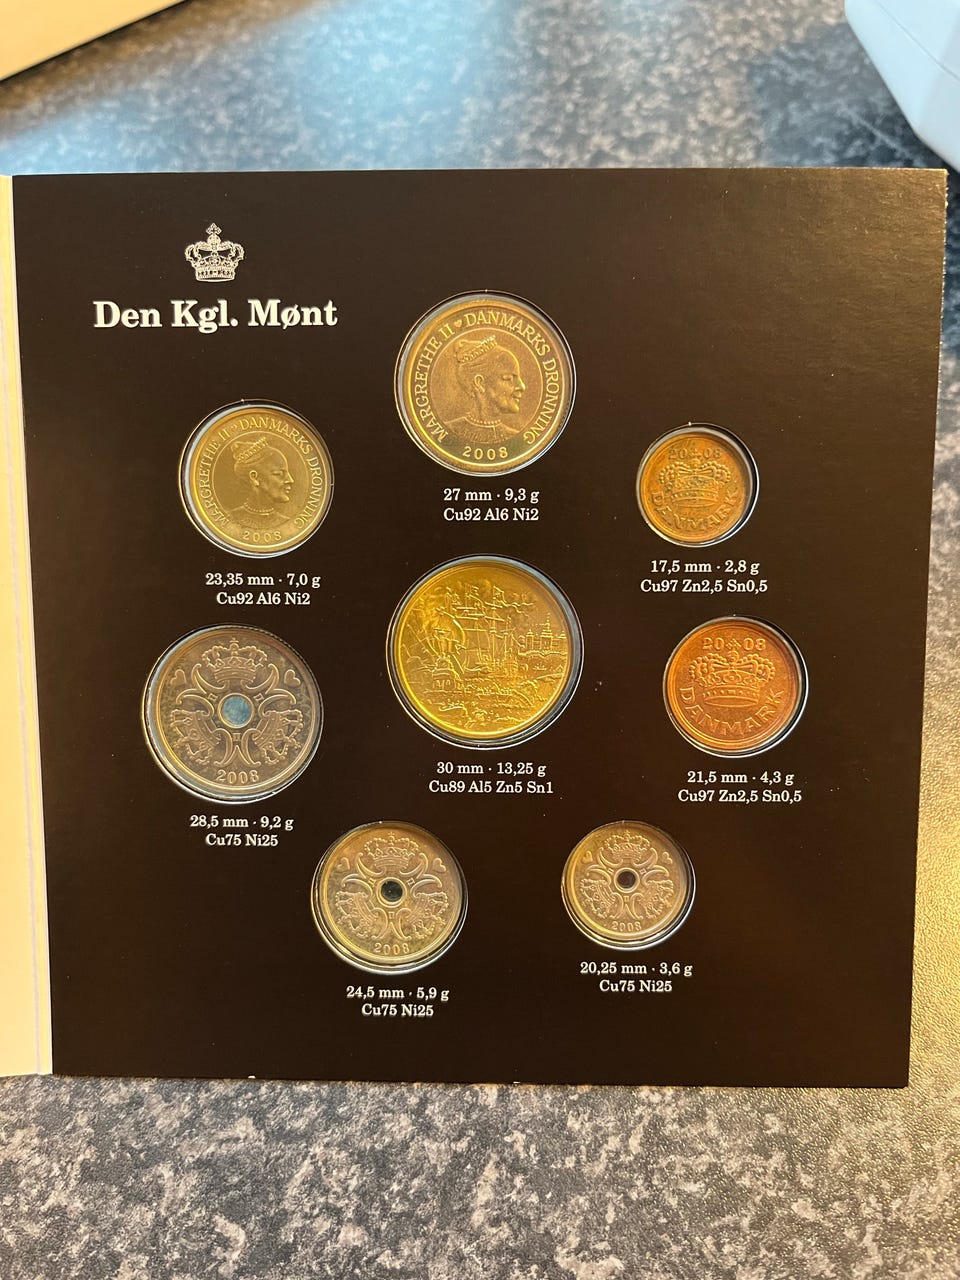 Den Kgl. Mønt
MARGRETHE II DANMARKS DRONNING
2008
27 mm · 9,3 g
Cu92 Al6 Ni2
MARGRETHE II DANMARKS DRONNING
2008
23,35 mm · 7,0 g
Cu92 Al6 Ni2
20 08
DANMARK
17,5 mm · 2,8 g
Cu97 Zn2,5 Sn0,5
2008
28,5 mm · 9,2 g
Cu75 Ni25
30 mm · 13,25 g
Cu89 Al5 Zn5 Sn1
20 08
DANMARK
21,5 mm · 4,3 g
Cu97 Zn2,5 Sn0,5
2008
24,5 mm · 5,9 g
Cu75 Ni25
2008
20,25 mm · 3,6 g
Cu75 Ni25